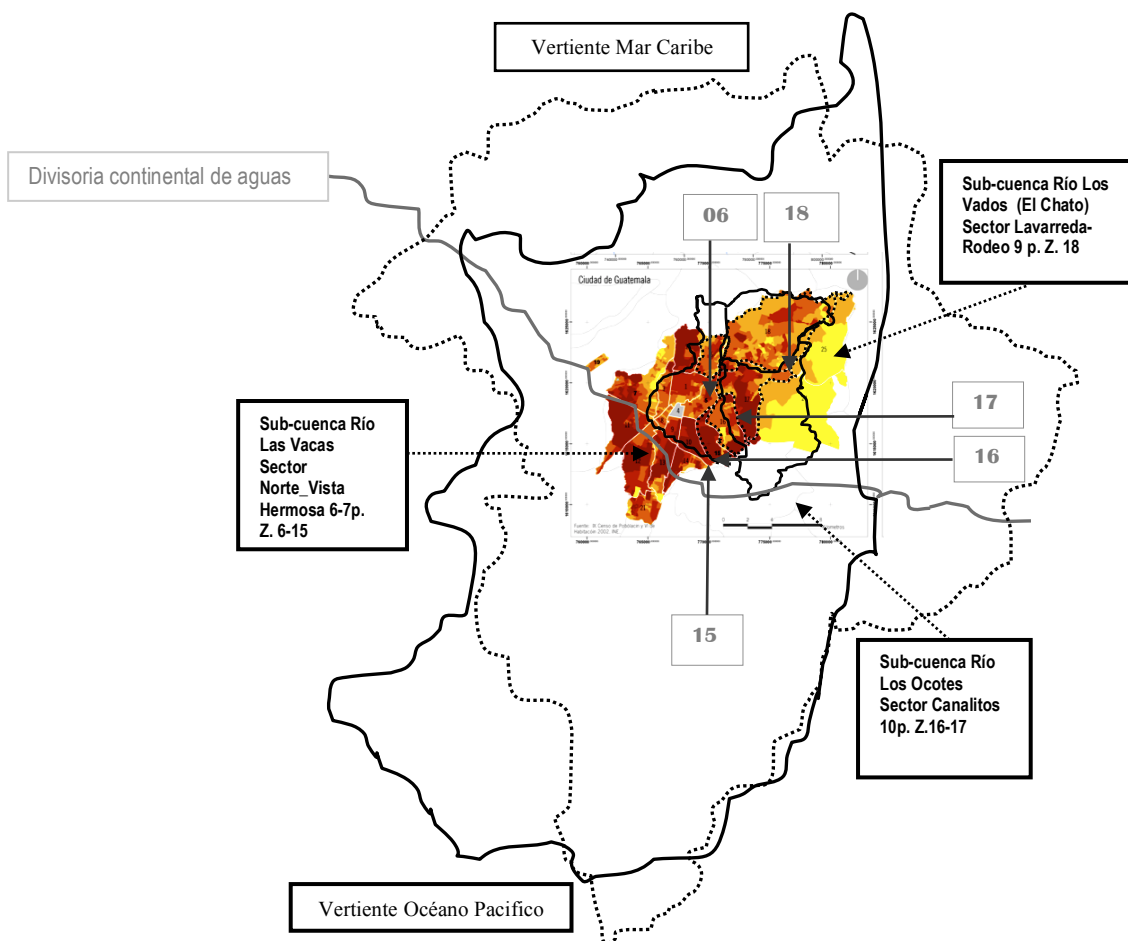 Vertiente Mar Caribe
Divisoria continental de aguas
Sub-cuenca Río Los
Vados (El Chato)
Sector Lavarreda-
Rodeo 9 p. Z. 18
06
18
Ciudad de Guatemala
25
4
17
16
Sub-cuenca Río
Las Vacas
Sector
Norte_Vista
Hermosa 6-7p.
Z. 6-15
15
Sub-cuenca Río
Los Ocotes
Sector Canalitos
10p. Z.16-17
Vertiente Océano Pacifico